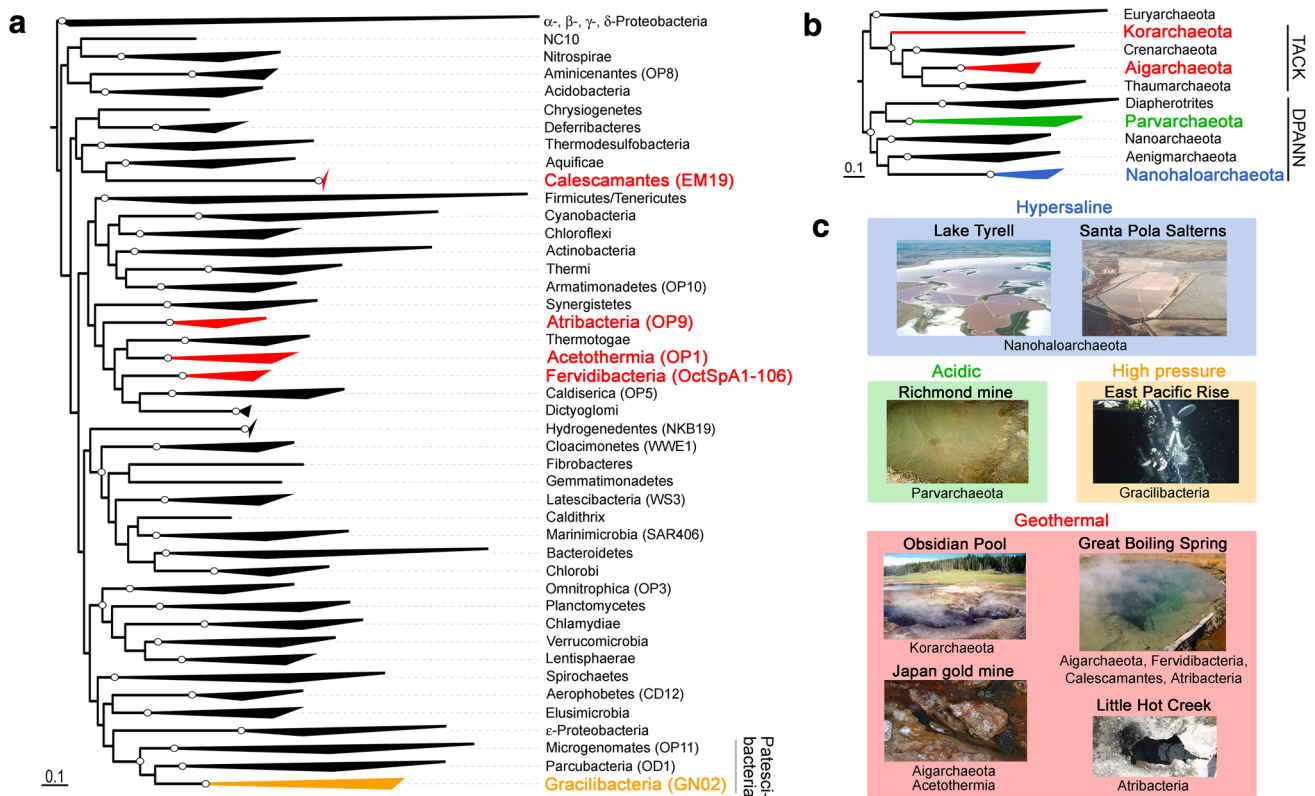 a
α-, β-, γ-, δ-Proteobacteria
NC10
Nitrospirae
Aminicenantes (OP8)
Acidobacteria
Chrysiogenetes
Deferribacteres
Thermodesulfobacteria
Aquificae
Calescamantes (EM19)
Firmicutes/Tenericutes
Cyanobacteria
Chloroflexi
Actinobacteria
Thermi
Armatimonadetes (OP10)
Synergistetes
Atribacteria (OP9)
Thermotogae
Acetothermia (OP1)
Fervidibacteria (OctSpA1-106)
Caldiserica (OP5)
Dictyoglomi
Hydrogenedentes (NKB19)
Cloacimonetes (WWE1)
Fibrobacteres
Gemmatimonadetes
Latescibacteria (WS3)
Caldithrix
Marinimicrobia (SAR406)
Bacteroidetes
Chlorobi
Omnitrophica (OP3)
Planctomycetes
Chlamydiae
Verrucomicrobia
Lentisphaerae
Spirochaetes
Aerophobetes (CD12)
Elusimicrobia
ε-Proteobacteria
Microgenomates (OP11)
Parcubacteria (OD1)
Gracilibacteria (GN02)
Patesci-
bacteria
0.1
b
Euryarchaeota
Korarchaeota
Crenarchaeota
Aigarchaeota
Thaumarchaeota
Diapherotrites
Parvarchaeota
Nanoarchaeota
Aenigmarchaeota
Nanohaloarchaeota
TACK
DPANN
0.1
c
Hypersaline
Lake Tyrell
Santa Pola Salterns
Nanohaloarchaeota
Acidic
Richmond mine
Parvarchaeota
High pressure
East Pacific Rise
Gracilibacteria
Geothermal
Obsidian Pool
Korarchaeota
Great Boiling Spring
Aigarchaeota, Fervidibacteria,
Calescamantes, Atribacteria
Japan gold mine
Aigarchaeota
Acetothermia
Little Hot Creek
Atribacteria